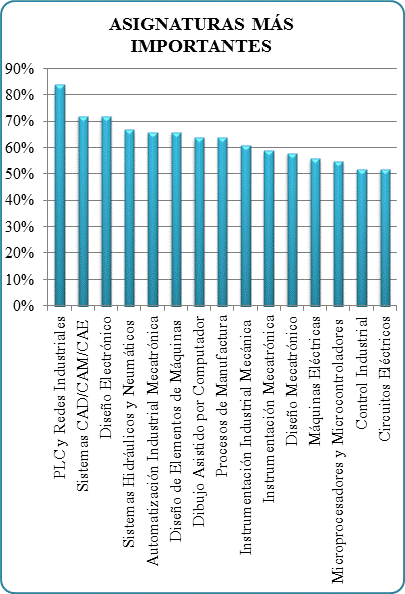 ASIGNATURAS MÁS
IMPORTANTES
90%
80%
70%
60%
50%
40%
30%
20%
10%
0%
PLC y Redes Industriales
Sistemas CAD/CAM/CAE
Diseño Electrónico
Sistemas Hidráulicos y Neumáticos
Automatización Industrial Mecatrónica
Diseño de Elementos de Máquinas
Dibujo Asistido por Computador
Procesos de Manufactura
Instrumentación Industrial Mecánica
Instrumentación Mecatrónica
Diseño Mecatrónico
Máquinas Eléctricas
Microprocesadores y Microcontroladores
Control Industrial
Circuitos Eléctricos